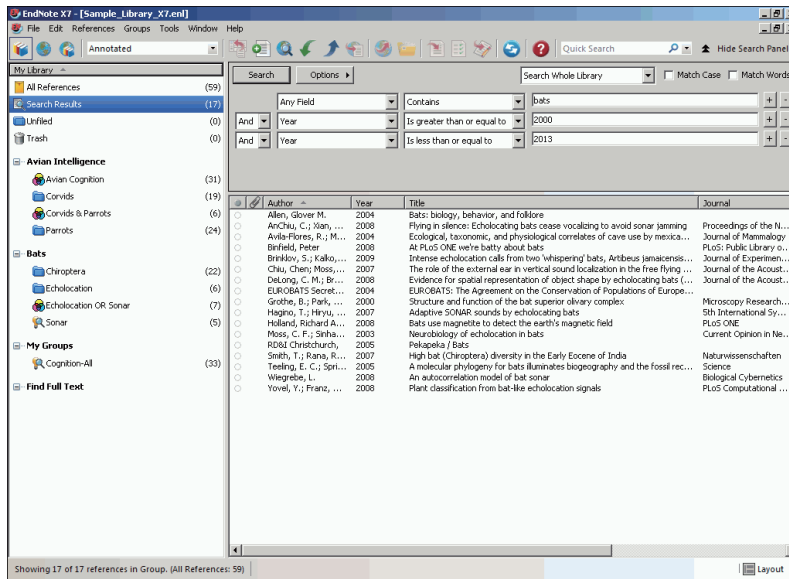 EndNote X7 - [Sample_Library_X7.enl]
File Edit References Groups Tools Window Help
Annotated Quick Search Hide Search Panel
My Library
All References (59)
Search Results (17)
Unfiled (0)
Trash (0)
Avian Intelligence
Avian Cognition (31)
Corvids (19)
Corvids & Parrots (6)
Parrots (24)
Bats
Chiroptera (22)
Echolocation (6)
Echolocation OR Sonar (7)
Sonar (5)
My Groups
Cognition-All (33)
Find Full Text
Search Options Search Whole Library Match Case Match Words
Any Field Contains bats + -
And Year Is greater than or equal to 2000 + -
And Year Is less than or equal to 2013 + -
Author Year Title Journal
Allen, Glover M. 2004 Bats: biology, behavior, and folklore
AnChiu, C.; Xian, ... 2008 Flying in silence: Echolocating bats cease vocalizing to avoid sonar jamming Proceedings of the N...
Avila-Flores, R.; M... 2004 Ecological, taxonomic, and physiological correlates of cave use by mexica... Journal of Mammalogy
Binfield, Peter 2008 At PLoS ONE we're batty about bats PLoS: Public Library o...
Brinklov, S.; Kalko,... 2009 Intense echolocation calls from two 'whispering' bats, Artibeus jamaicensis... Journal of Experimen...
Chiu, Chen; Moss,... 2007 The role of the external ear in vertical sound localization in the free flying ... Journal of the Acoust...
DeLong, C. M.; Br... 2008 Evidence for spatial representation of object shape by echolocating bats (... Journal of the Acoust...
EUROBATS Secret... 2004 EUROBATS: The Agreement on the Conservation of Populations of Europe...
Grothe, B.; Park, ... 2000 Structure and function of the bat superior olivary complex Microscopy Research...
Hagino, T.; Hiryu, ... 2007 Adaptive SONAR sounds by echolocating bats 5th International Sy...
Holland, Richard A... 2008 Bats use magnetite to detect the earth's magnetic field PLoS ONE
Moss, C. F.; Sinha... 2003 Neurobiology of echolocation in bats Current Opinion in Ne...
RD&I Christchurch, 2005 Pekapeka / Bats
Smith, T.; Rana, R... 2007 High bat (Chiroptera) diversity in the Early Eocene of India Naturwissenschaften
Teeling, E. C.; Spri... 2005 A molecular phylogeny for bats illuminates biogeography and the fossil rec... Science
Wiegrebe, L. 2008 An autocorrelation model of bat sonar Biological Cybernetics
Yovel, Y.; Franz, ... 2008 Plant classification from bat-like echolocation signals PLoS Computational ...
Showing 17 of 17 references in Group. (All References: 59) Layout